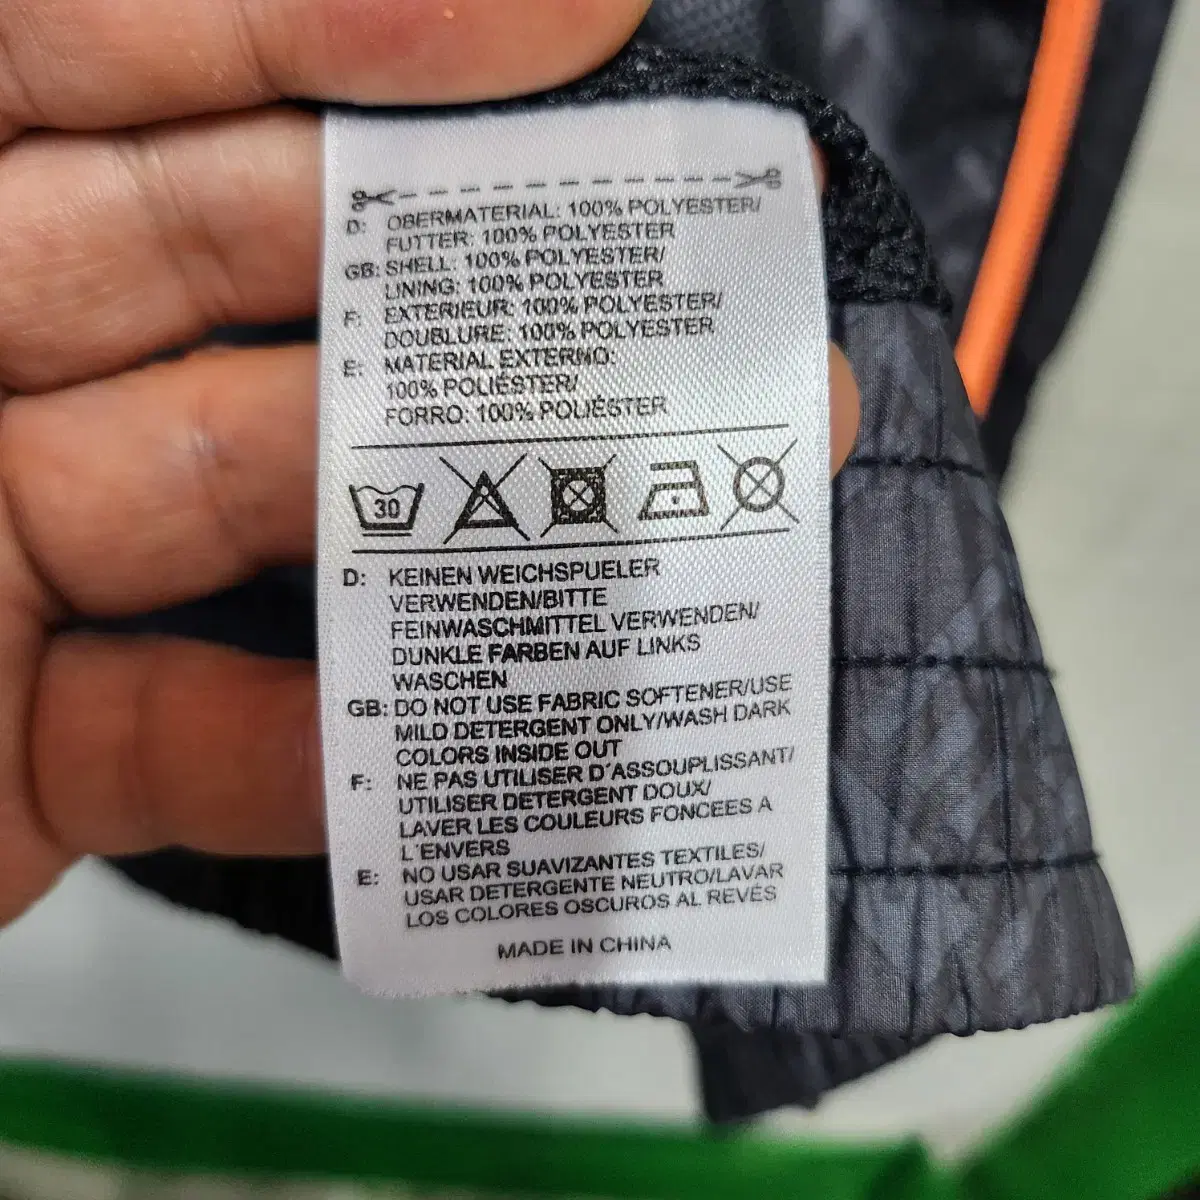 D: OBERMATERIAL: 100% POLYESTER/
FUTTER: 100% POLYESTER
GB: SHELL: 100% POLYESTER/
LINING: 100% POLYESTER
F: EXTERIEUR: 100% POLYESTER/
DOUBLURE: 100% POLYESTER
E: MATERIAL EXTERNO:
100% POLIÉSTER/
FORRO: 100% POLIÉSTER
30
D: KEINEN WEICHSPUELER
VERWENDEN/BITTE
FEINWASCHMITTEL VERWENDEN/
DUNKLE FARBEN AUF LINKS
WASCHEN
GB: DO NOT USE FABRIC SOFTENER/USE
MILD DETERGENT ONLY/WASH DARK
COLORS INSIDE OUT
F: NE PAS UTILISER D´ASSOUPLISSANT/
UTILISER DETERGENT DOUX/
LAVER LES COULEURS FONCEES A
L´ENVERS
E: NO USAR SUAVIZANTES TEXTILES/
USAR DETERGENTE NEUTRO/LAVAR
LOS COLORES OSCUROS AL REVÉS
MADE IN CHINA